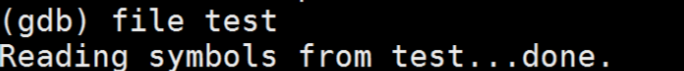 (gdb) file test
Reading symbols from test...done.